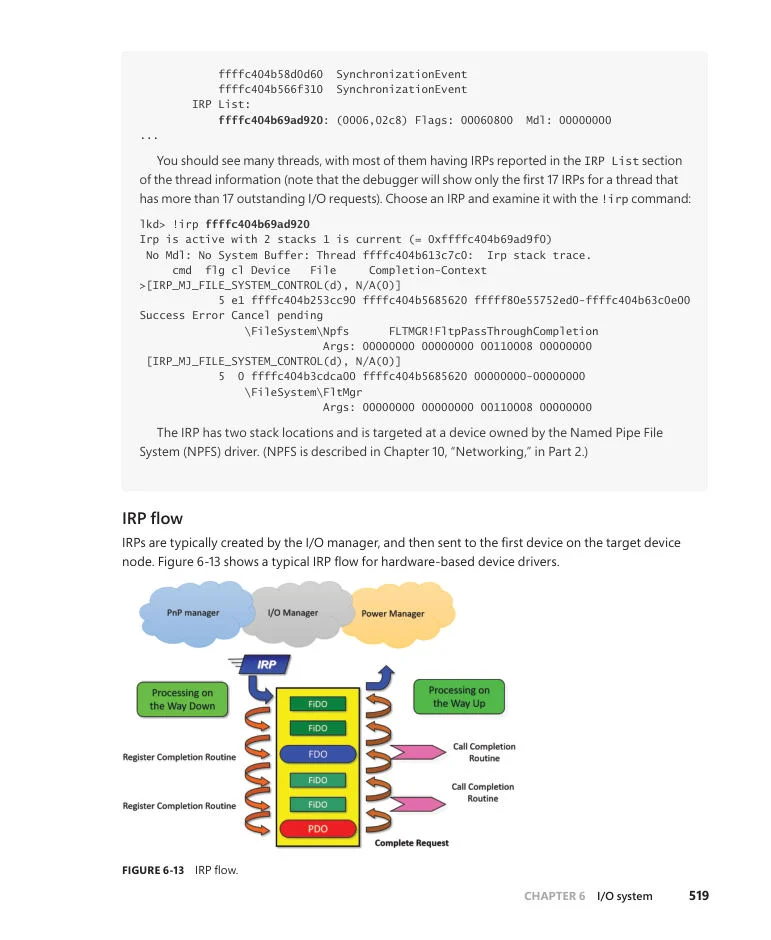 ffffc404b58d0d60  SynchronizationEvent
ffffc404b566f310  SynchronizationEvent
IRP List:
ffffc404b69ad920: (0006,02c8) Flags: 00060800  Mdl: 00000000
...
You should see many threads, with most of them having IRPs reported in the IRP List section
of the thread information (note that the debugger will show only the first 17 IRPs for a thread that
has more than 17 outstanding I/O requests). Choose an IRP and examine it with the !irp command:
lkd> !irp ffffc404b69ad920
Irp is active with 2 stacks 1 is current (= 0xffffc404b69ad9f0)
No Mdl: No System Buffer: Thread ffffc404b613c7c0:  Irp stack trace.
cmd  flg cl Device   File     Completion-Context
>[IRP_MJ_FILE_SYSTEM_CONTROL(d), N/A(0)]
5 e1 ffffc404b253cc90 ffffc404b5685620 fffff80e55752ed0-ffffc404b63c0e00
Success Error Cancel pending
\FileSystem\Npfs      FLTMGR!FltpPassThroughCompletion
Args: 00000000 00000000 00110008 00000000
[IRP_MJ_FILE_SYSTEM_CONTROL(d), N/A(0)]
5  0 ffffc404b3cdca00 ffffc404b5685620 00000000-00000000
\FileSystem\FltMgr
Args: 00000000 00000000 00110008 00000000
The IRP has two stack locations and is targeted at a device owned by the Named Pipe File
System (NPFS) driver. (NPFS is described in Chapter 10, “Networking,” in Part 2.)
IRP flow
IRPs are typically created by the I/O manager, and then sent to the first device on the target device
node. Figure 6-13 shows a typical IRP flow for hardware-based device drivers.
PnP manager
I/O Manager
Power Manager
IRP
Processing on
the Way Down
Processing on
the Way Up
FiDO
FiDO
FDO
FiDO
FiDO
PDO
Register Completion Routine
Register Completion Routine
Call Completion
Routine
Call Completion
Routine
Complete Request
FIGURE 6-13 IRP flow.
CHAPTER 6 I/O system 519